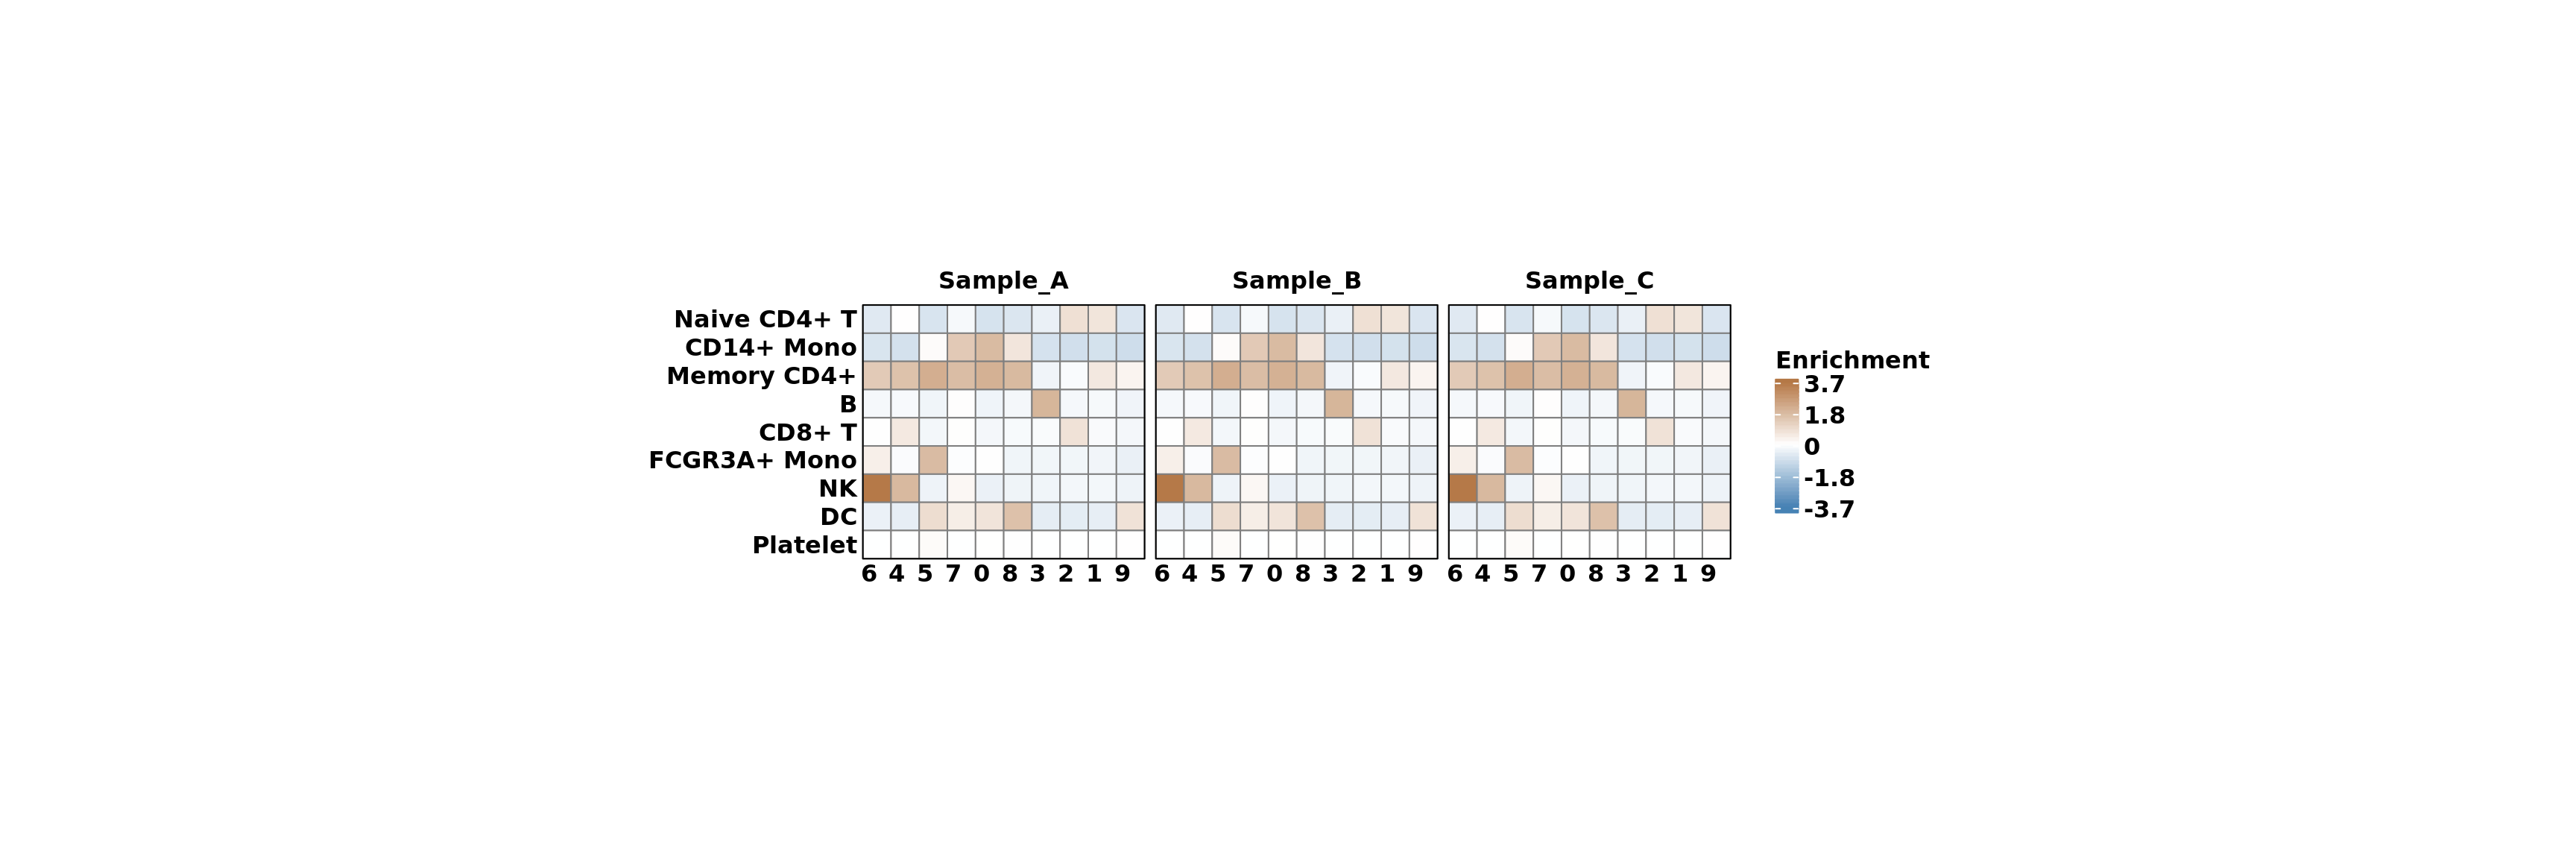 Sample_A Sample_B Sample_C
Naive CD4+ T
CD14+ Mono
Memory CD4+
B
CD8+ T
FCGR3A+ Mono
NK
DC
Platelet
6 4 5 7 0 8 3 2 1 9 6 4 5 7 0 8 3 2 1 9 6 4 5 7 0 8 3 2 1 9
Enrichment
3.7
1.8
0
-1.8
-3.7